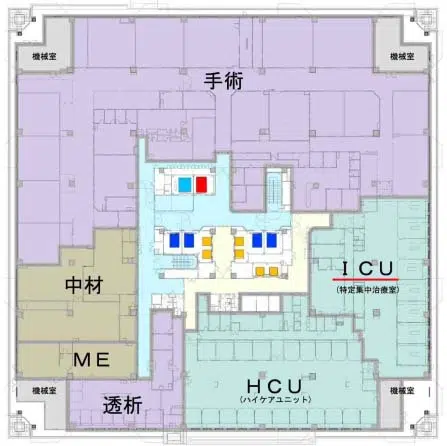 機械室
機械室
手術
ICU
(特定集中治療室)
中材
ME
HCU
(ハイケアユニット)
透析
機械室
機械室